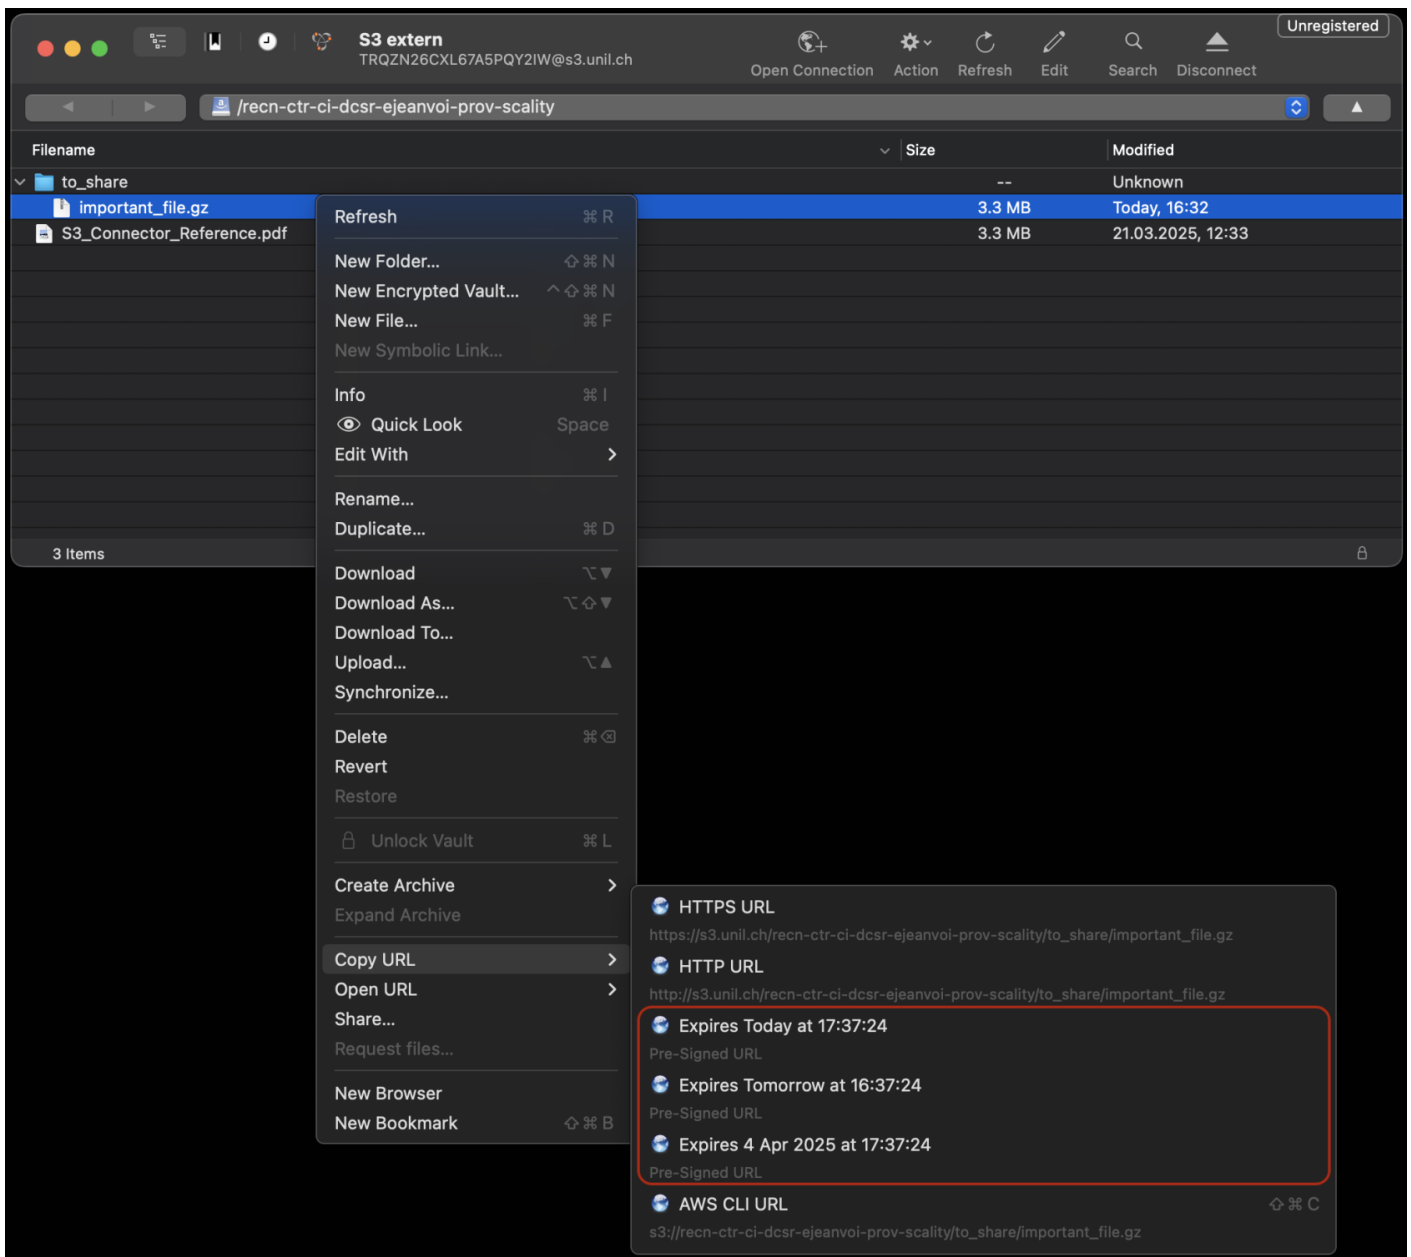 Unregistered
S3 extern
TRQZN26CXL67A5PQY2IW@s3.unil.ch
Open Connection
Action
Refresh
Edit
Search
Disconnect
/recn-ctr-ci-dcsr-ejeanvoi-prov-scality
Filename Size Modified
to_share -- Unknown
important_file.gz 3.3 MB Today, 16:32
S3_Connector_Reference.pdf 3.3 MB 21.03.2025, 12:33
3 Items
Refresh ⌘ R
New Folder... ⇧ ⌘ N
New Encrypted Vault... ^ ⇧ ⌘ N
New File... ⌘ F
New Symbolic Link...
Info ⌘ I
Quick Look Space
Edit With
Rename...
Duplicate... ⌘ D
Download ⌥ ▼
Download As... ⌥ ⇧ ▼
Download To...
Upload... ⌥ ▲
Synchronize...
Delete ⌘ ⌫
Revert
Restore
Unlock Vault ⌘ L
Create Archive
Expand Archive
Copy URL
Open URL
Share...
Request files...
New Browser
New Bookmark ⇧ ⌘ B
HTTPS URL
https://s3.unil.ch/recn-ctr-ci-dcsr-ejeanvoi-prov-scality/to_share/important_file.gz
HTTP URL
http://s3.unil.ch/recn-ctr-ci-dcsr-ejeanvoi-prov-scality/to_share/important_file.gz
Expires Today at 17:37:24
Pre-Signed URL
Expires Tomorrow at 16:37:24
Pre-Signed URL
Expires 4 Apr 2025 at 17:37:24
Pre-Signed URL
AWS CLI URL ⇧ ⌘ C
s3://recn-ctr-ci-dcsr-ejeanvoi-prov-scality/to_share/important_file.gz